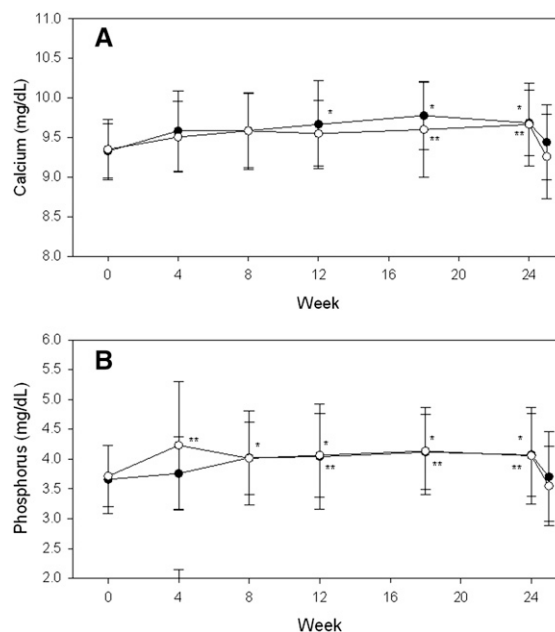 A
11.0
10.5
10.0
9.5
9.0
8.5
8.0
Calcium (mg/dL)
* * *
** **
0 4 8 12 16 20 24
Week
B
6.0
5.5
5.0
4.5
4.0
3.5
3.0
2.5
2.0
Phosphorus (mg/dL)
** * * * *
** ** **
0 4 8 12 16 20 24
Week